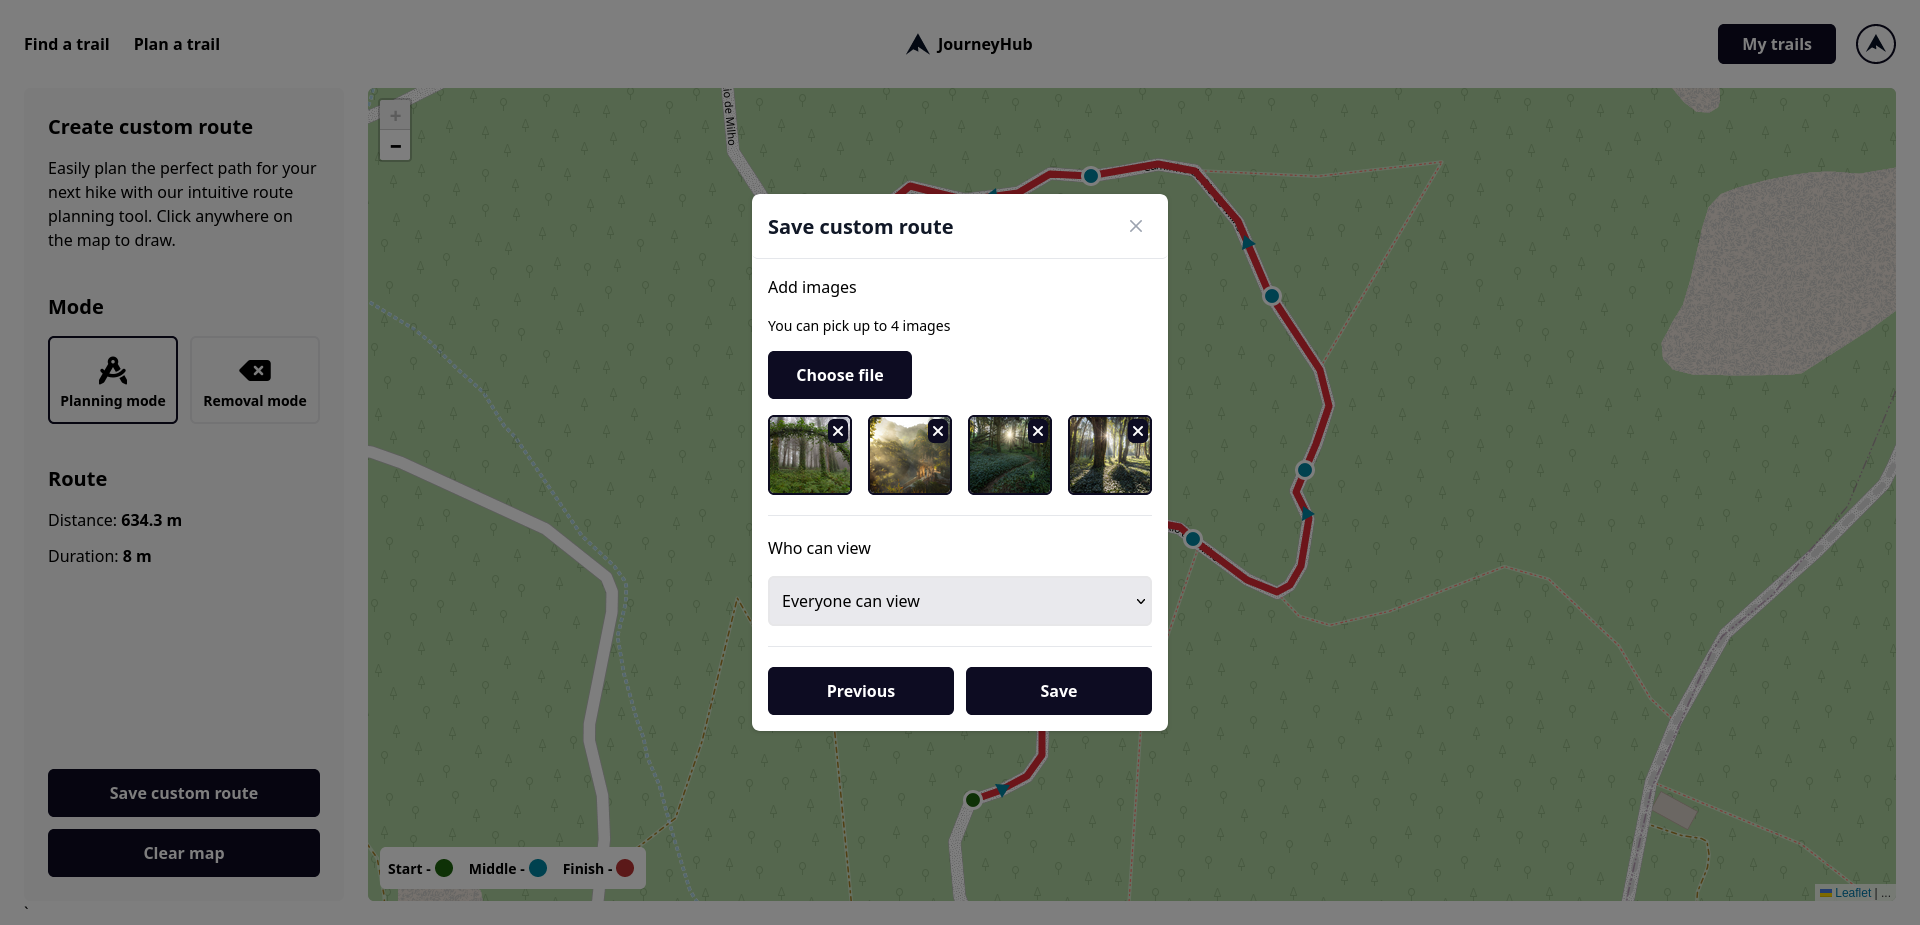 Find a trail
Plan a trail
JourneyHub
My trails
Create custom route
Easily plan the perfect path for your
next hike with our intuitive route
planning tool. Click anywhere on
the map to draw.
Mode
Planning mode
Removal mode
Route
Distance: 634.3 m
Duration: 8 m
Save custom route
Clear map
+
−
io de Milho
Save custom route
Add images
You can pick up to 4 images
Choose file
Who can view
Everyone can view
Previous
Save
Start -
Middle -
Finish -
Leaflet | ...
`